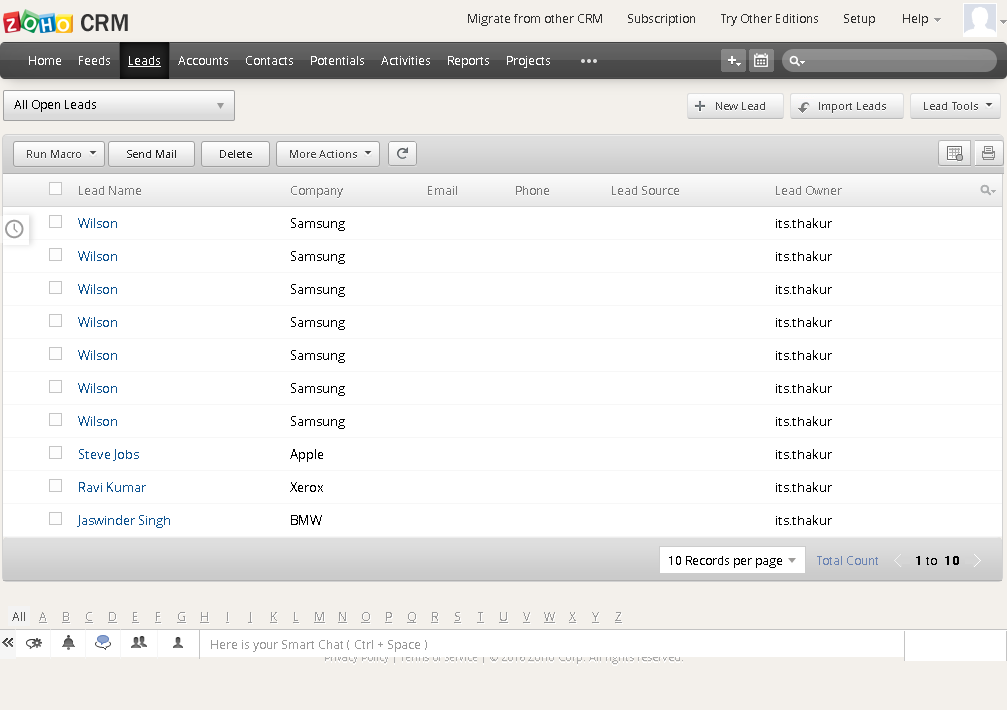 ZOHO CRM Migrate from other CRM Subscription Try Other Editions Setup Help
Home Feeds Leads Accounts Contacts Potentials Activities Reports Projects
All Open Leads New Lead Import Leads Lead Tools
Run Macro Send Mail Delete More Actions
Lead Name Company Email Phone Lead Source Lead Owner
Wilson Samsung its.thakur
Wilson Samsung its.thakur
Wilson Samsung its.thakur
Wilson Samsung its.thakur
Wilson Samsung its.thakur
Wilson Samsung its.thakur
Wilson Samsung its.thakur
Steve Jobs Apple its.thakur
Ravi Kumar Xerox its.thakur
Jaswinder Singh BMW its.thakur
10 Records per page Total Count 1 to 10
All A B C D E F G H I J K L M N O P Q R S T U V W X Y Z
Here is your Smart Chat ( Ctrl + Space )
Privacy Policy | Terms of Service | © 2016 Zoho Corp. All rights reserved.